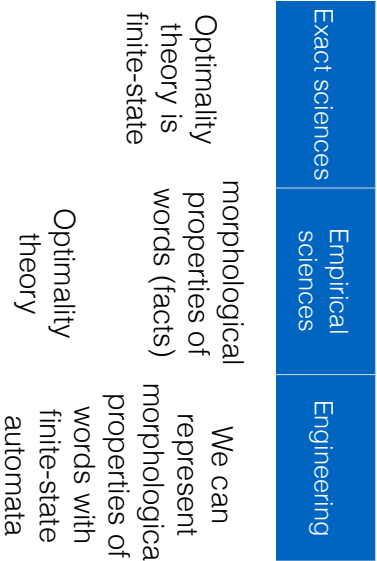 Exact sciences
Empirical
sciences
Engineering
Optimality
theory is
finite-state
morphological
properties of
words (facts)
Optimality
theory
We can
represent
morphologica
properties of
words with
finite-state
automata